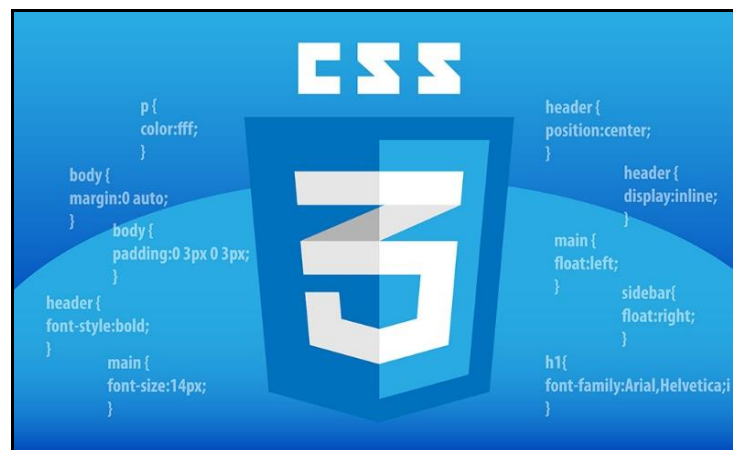 CSS
3
p {
color:fff;
}
body {
margin:0 auto;
}
body {
padding:0 3px 0 3px;
}
header {
font-style:bold;
}
main {
font-size:14px;
}
header {
position:center;
}
header {
display:inline;
}
main {
float:left;
}
sidebar{
float:right;
}
h1{
font-family:Arial,Helvetica;i
}